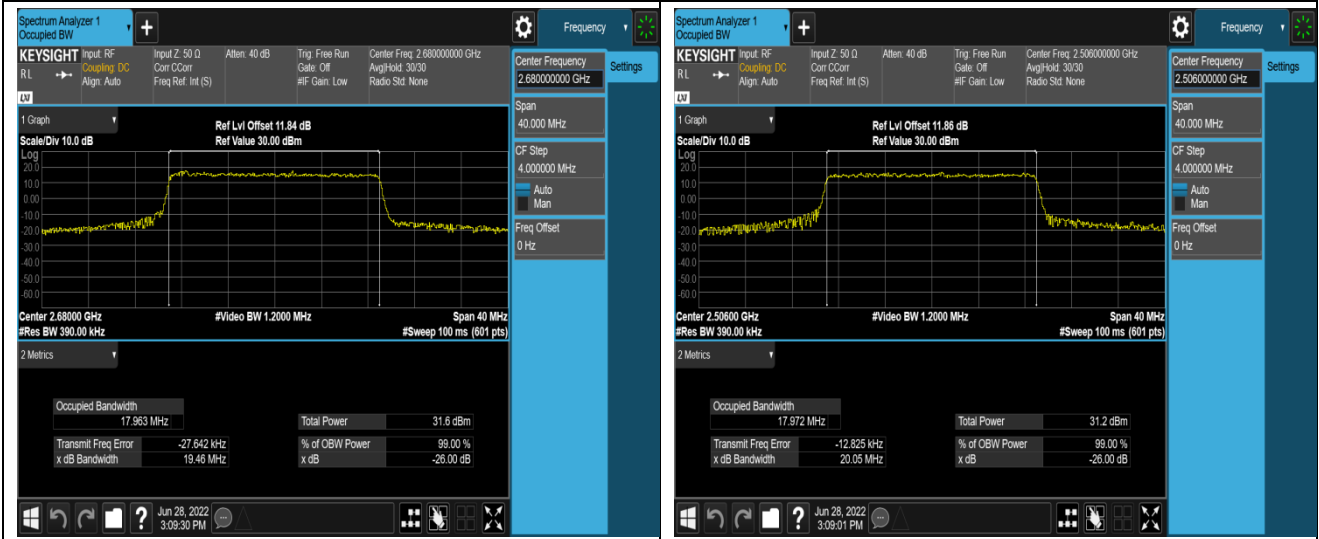 Spectrum Analyzer 1
Occupied BW
+
Frequency
KEYSIGHT
RL
LXI
Input: RF
Coupling: DC
Align: Auto
Input Z: 50 Ω
Corr CCorr
Freq Ref: Int (S)
Atten: 40 dB
Trig: Free Run
Gate: Off
#IF Gain: Low
Center Freq: 2.680000000 GHz
Avg|Hold: 30/30
Radio Std: None
Center Frequency
2.680000000 GHz
Settings
Span
40.000 MHz
CF Step
4.000000 MHz
Auto
Man
Freq Offset
0 Hz
1 Graph
Scale/Div 10.0 dB
Ref Lvl Offset 11.84 dB
Ref Value 30.00 dBm
Log
20.0
10.0
0.00
-10.0
-20.0
-30.0
-40.0
-50.0
-60.0
Center 2.68000 GHz
#Video BW 1.2000 MHz
Span 40 MHz
#Res BW 390.00 kHz
#Sweep 100 ms (601 pts)
2 Metrics
Occupied Bandwidth
17.963 MHz
Total Power 31.6 dBm
Transmit Freq Error -27.642 kHz
% of OBW Power 99.00 %
x dB Bandwidth 19.46 MHz
x dB -26.00 dB
?
Jun 28, 2022
3:09:30 PM
Spectrum Analyzer 1
Occupied BW
+
Frequency
KEYSIGHT
RL
LXI
Input: RF
Coupling: DC
Align: Auto
Input Z: 50 Ω
Corr CCorr
Freq Ref: Int (S)
Atten: 40 dB
Trig: Free Run
Gate: Off
#IF Gain: Low
Center Freq: 2.506000000 GHz
Avg|Hold: 30/30
Radio Std: None
Center Frequency
2.506000000 GHz
Settings
Span
40.000 MHz
CF Step
4.000000 MHz
Auto
Man
Freq Offset
0 Hz
1 Graph
Scale/Div 10.0 dB
Ref Lvl Offset 11.86 dB
Ref Value 30.00 dBm
Log
20.0
10.0
0.00
-10.0
-20.0
-30.0
-40.0
-50.0
-60.0
Center 2.50600 GHz
#Video BW 1.2000 MHz
Span 40 MHz
#Res BW 390.00 kHz
#Sweep 100 ms (601 pts)
2 Metrics
Occupied Bandwidth
17.972 MHz
Total Power 31.2 dBm
Transmit Freq Error -12.825 kHz
% of OBW Power 99.00 %
x dB Bandwidth 20.05 MHz
x dB -26.00 dB
?
Jun 28, 2022
3:09:01 PM